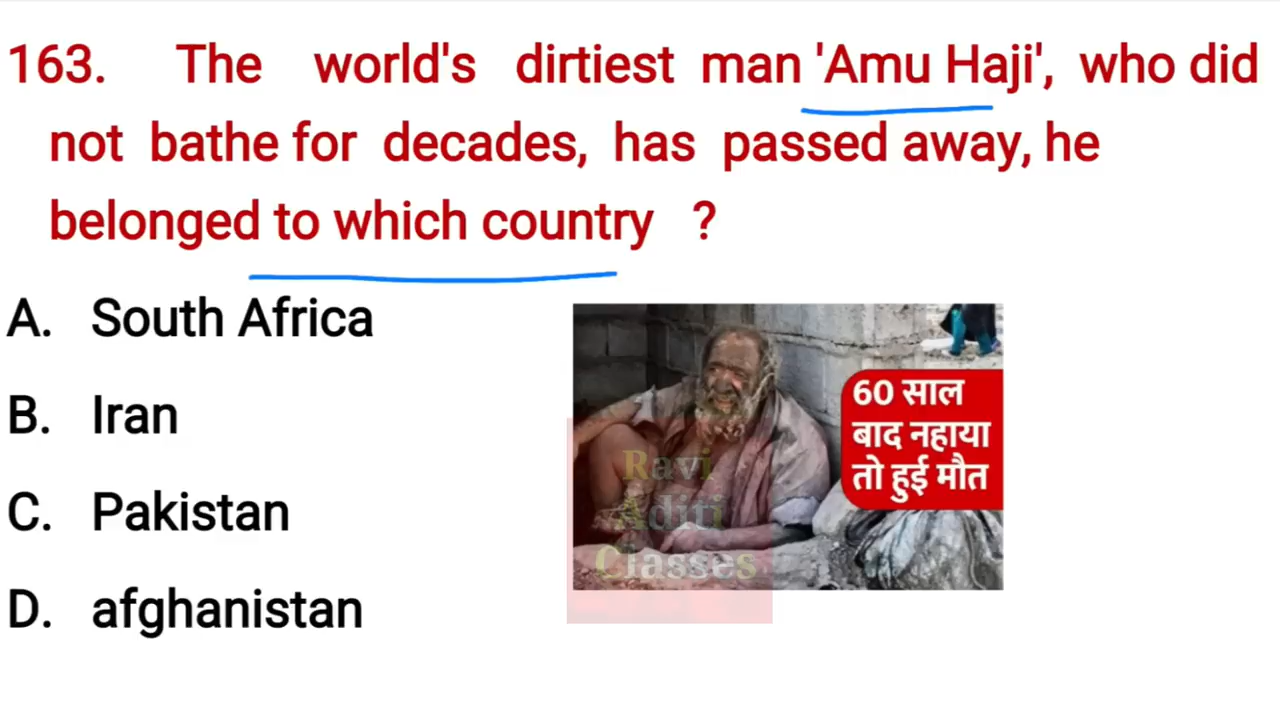 163. The world's dirtiest man 'Amu Haji', who did
not bathe for decades, has passed away, he
belonged to which country ?
A. South Africa
B. Iran
C. Pakistan
D. afghanistan
60 साल
बाद नहाया
तो हुई मौत
Ravi
Aditi
Classes